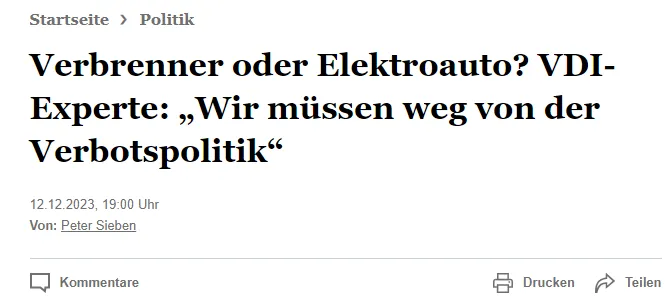 Startseite > Politik
Verbrenner oder Elektroauto? VDI-
Experte: „Wir müssen weg von der
Verbotspolitik“
12.12.2023, 19:00 Uhr
Von: Peter Sieben
Kommentare Drucken Teilen